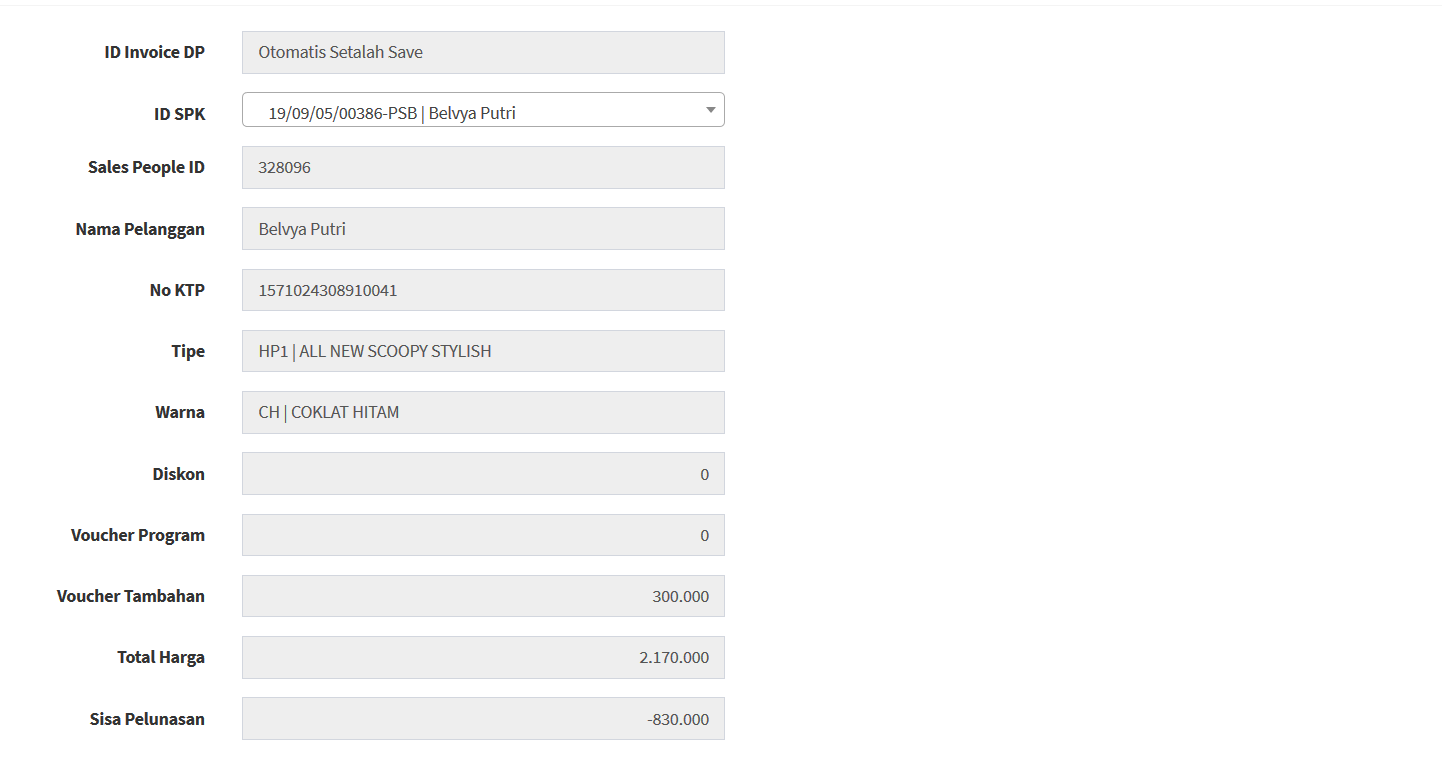 ID Invoice DP Otomatis Setalah Save
ID SPK 19/09/05/00386-PSB | Belvya Putri
Sales People ID 328096
Nama Pelanggan Belvya Putri
No KTP 1571024308910041
Tipe HP1 | ALL NEW SCOOPY STYLISH
Warna CH | COKLAT HITAM
Diskon 0
Voucher Program 0
Voucher Tambahan 300.000
Total Harga 2.170.000
Sisa Pelunasan -830.000